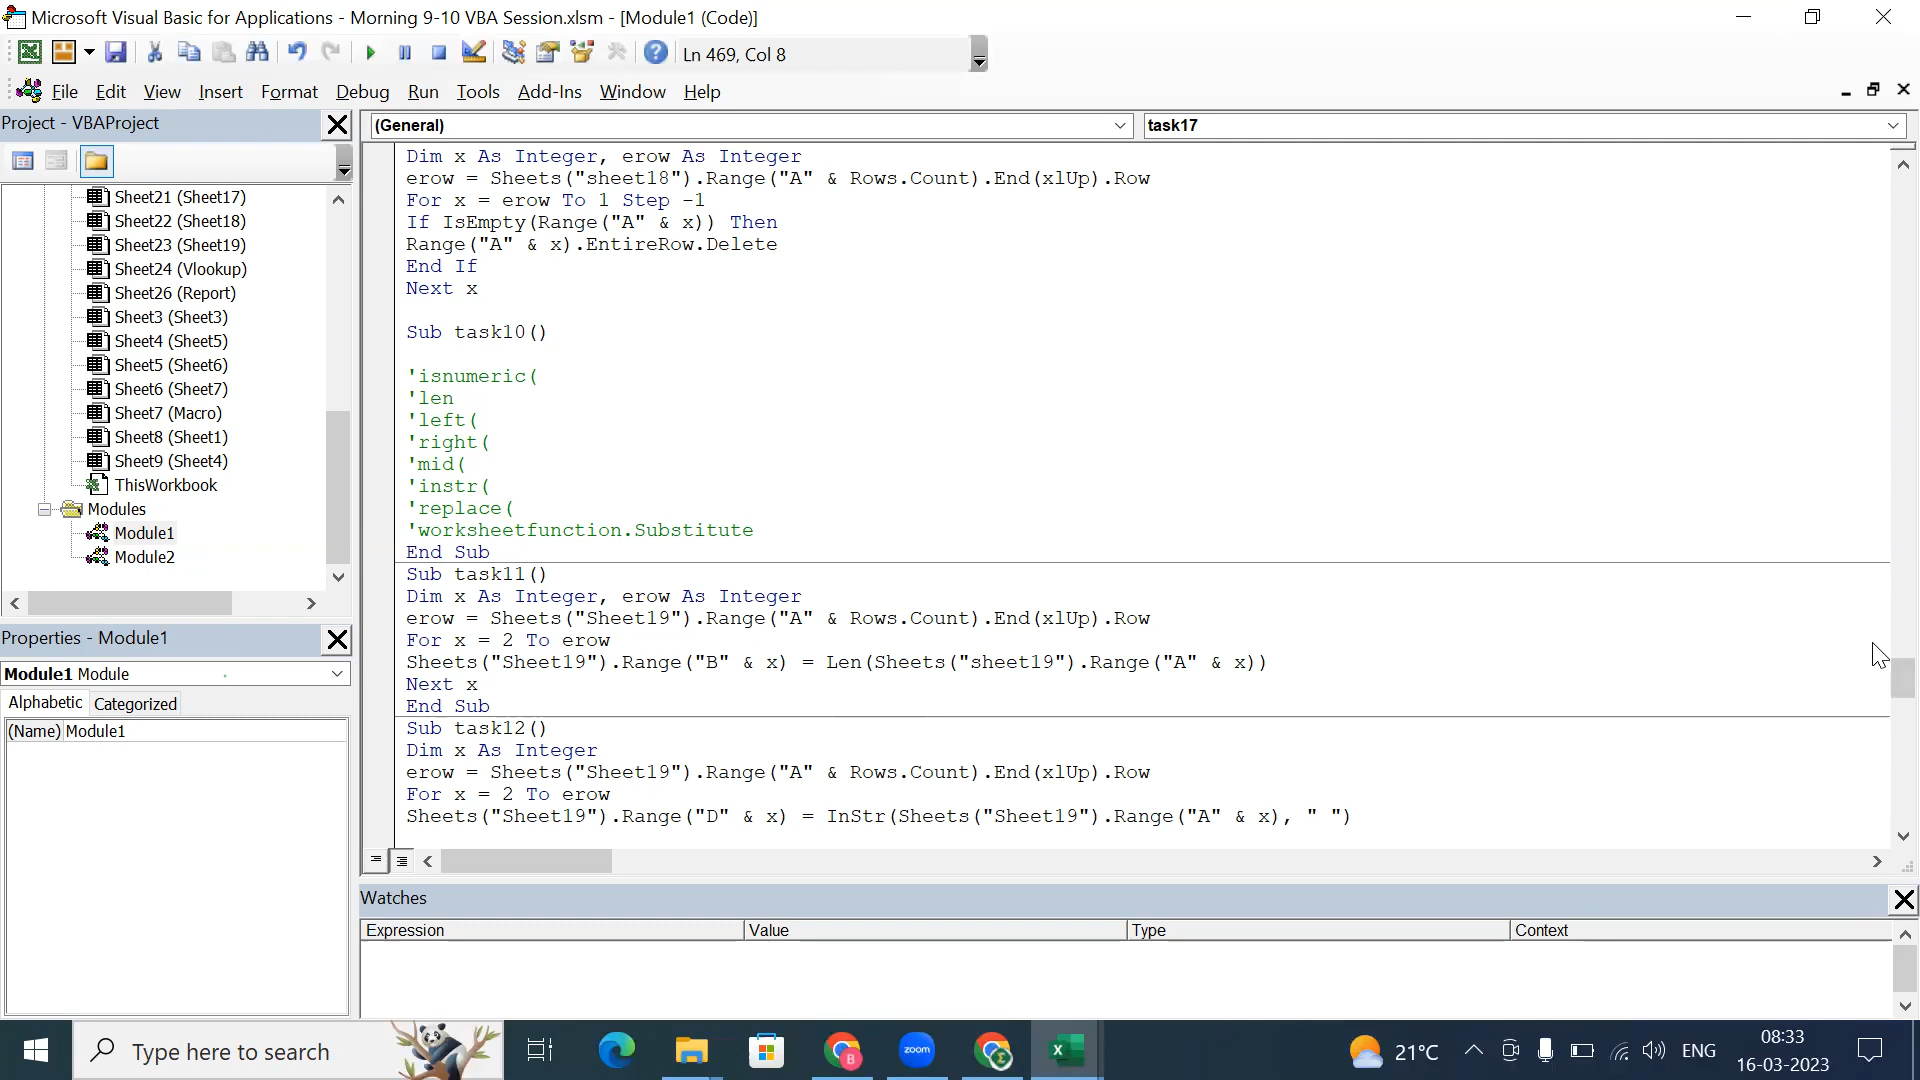 Microsoft Visual Basic for Applications - Morning 9-10 VBA Session.xlsm - [Module1 (Code)]
Ln 469, Col 8
File Edit View Insert Format Debug Run Tools Add-Ins Window Help
Project - VBAProject
Sheet21 (Sheet17)
Sheet22 (Sheet18)
Sheet23 (Sheet19)
Sheet24 (Vlookup)
Sheet26 (Report)
Sheet3 (Sheet3)
Sheet4 (Sheet5)
Sheet5 (Sheet6)
Sheet6 (Sheet7)
Sheet7 (Macro)
Sheet8 (Sheet1)
Sheet9 (Sheet4)
ThisWorkbook
Modules
Module1
Module2
Properties - Module1
Module1 Module
Alphabetic Categorized
(Name) Module1
(General) task17
Dim x As Integer, erow As Integer
erow = Sheets("sheet18").Range("A" & Rows.Count).End(xlUp).Row
For x = erow To 1 Step -1
If IsEmpty(Range("A" & x)) Then
Range("A" & x).EntireRow.Delete
End If
Next x
Sub task10()
'isnumeric(
'len
'left(
'right(
'mid(
'instr(
'replace(
'worksheetfunction.Substitute
End Sub
Sub task11()
Dim x As Integer, erow As Integer
erow = Sheets("Sheet19").Range("A" & Rows.Count).End(xlUp).Row
For x = 2 To erow
Sheets("Sheet19").Range("B" & x) = Len(Sheets("sheet19").Range("A" & x))
Next x
End Sub
Sub task12()
Dim x As Integer
erow = Sheets("Sheet19").Range("A" & Rows.Count).End(xlUp).Row
For x = 2 To erow
Sheets("Sheet19").Range("D" & x) = InStr(Sheets("Sheet19").Range("A" & x), " ")
Watches
Expression Value Type Context
Type here to search
zoom
21°C
ENG
08:33
16-03-2023